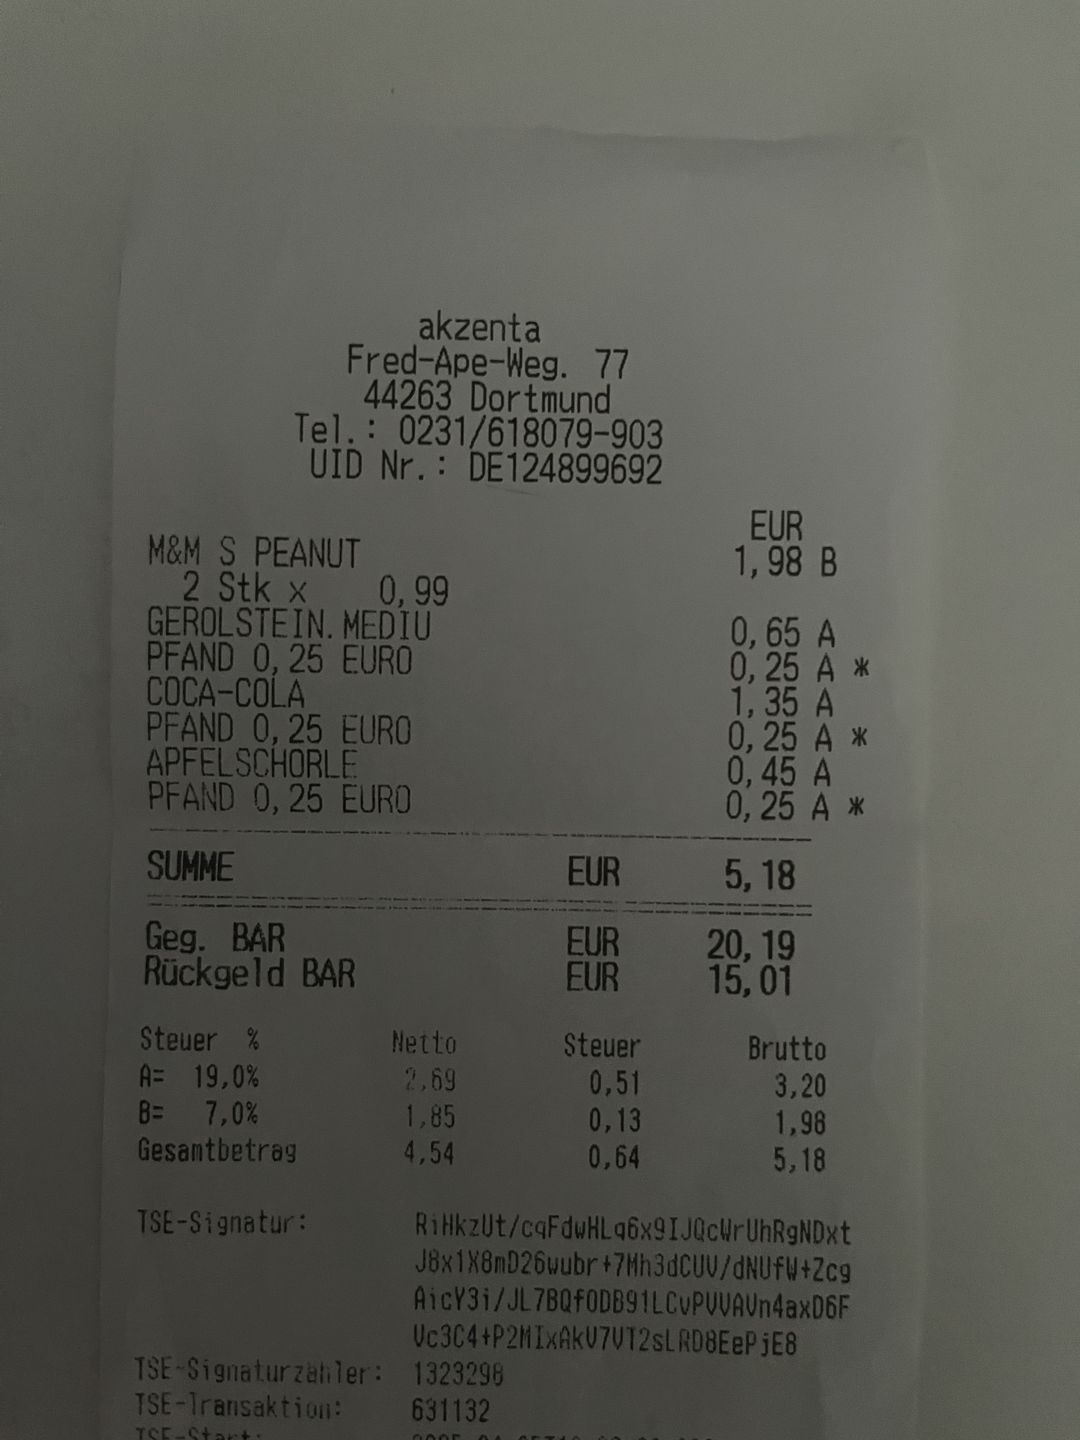 akzenta
Fred-Ape-Weg. 77
44263 Dortmund
Tel.: 0231/618079-903
UID Nr.: DE124899692
EUR
M&M S PEANUT 1,98 B
2 Stk x 0,99
GEROLSTEIN.MEDIU 0,65 A
PFAND 0,25 EURO 0,25 A *
COCA-COLA 1,35 A
PFAND 0,25 EURO 0,25 A *
APFELSCHORLE 0,45 A
PFAND 0,25 EURO 0,25 A *
SUMME EUR 5,18
Geg. BAR EUR 20,19
Rückgeld BAR EUR 15,01
Steuer % Netto Steuer Brutto
A= 19,0% 2,69 0,51 3,20
B= 7,0% 1,85 0,13 1,98
Gesamtbetrag 4,54 0,64 5,18
TSE-Signatur: RiHkzUt/cqFdwHLq6x9IJQcWrUhRgNDxt
J8x1X8mD26wubr+7Mh3dCUV/dNUfW+Zcg
AicY3i/JL7BQfODB91LCvPUVAVn4axD6F
Vc3C4+P2MIxAkV7VT2sLRD8EePjE8
TSE-Signaturzähler: 1323298
TSE-Transaktion: 631132
TSE-Start: